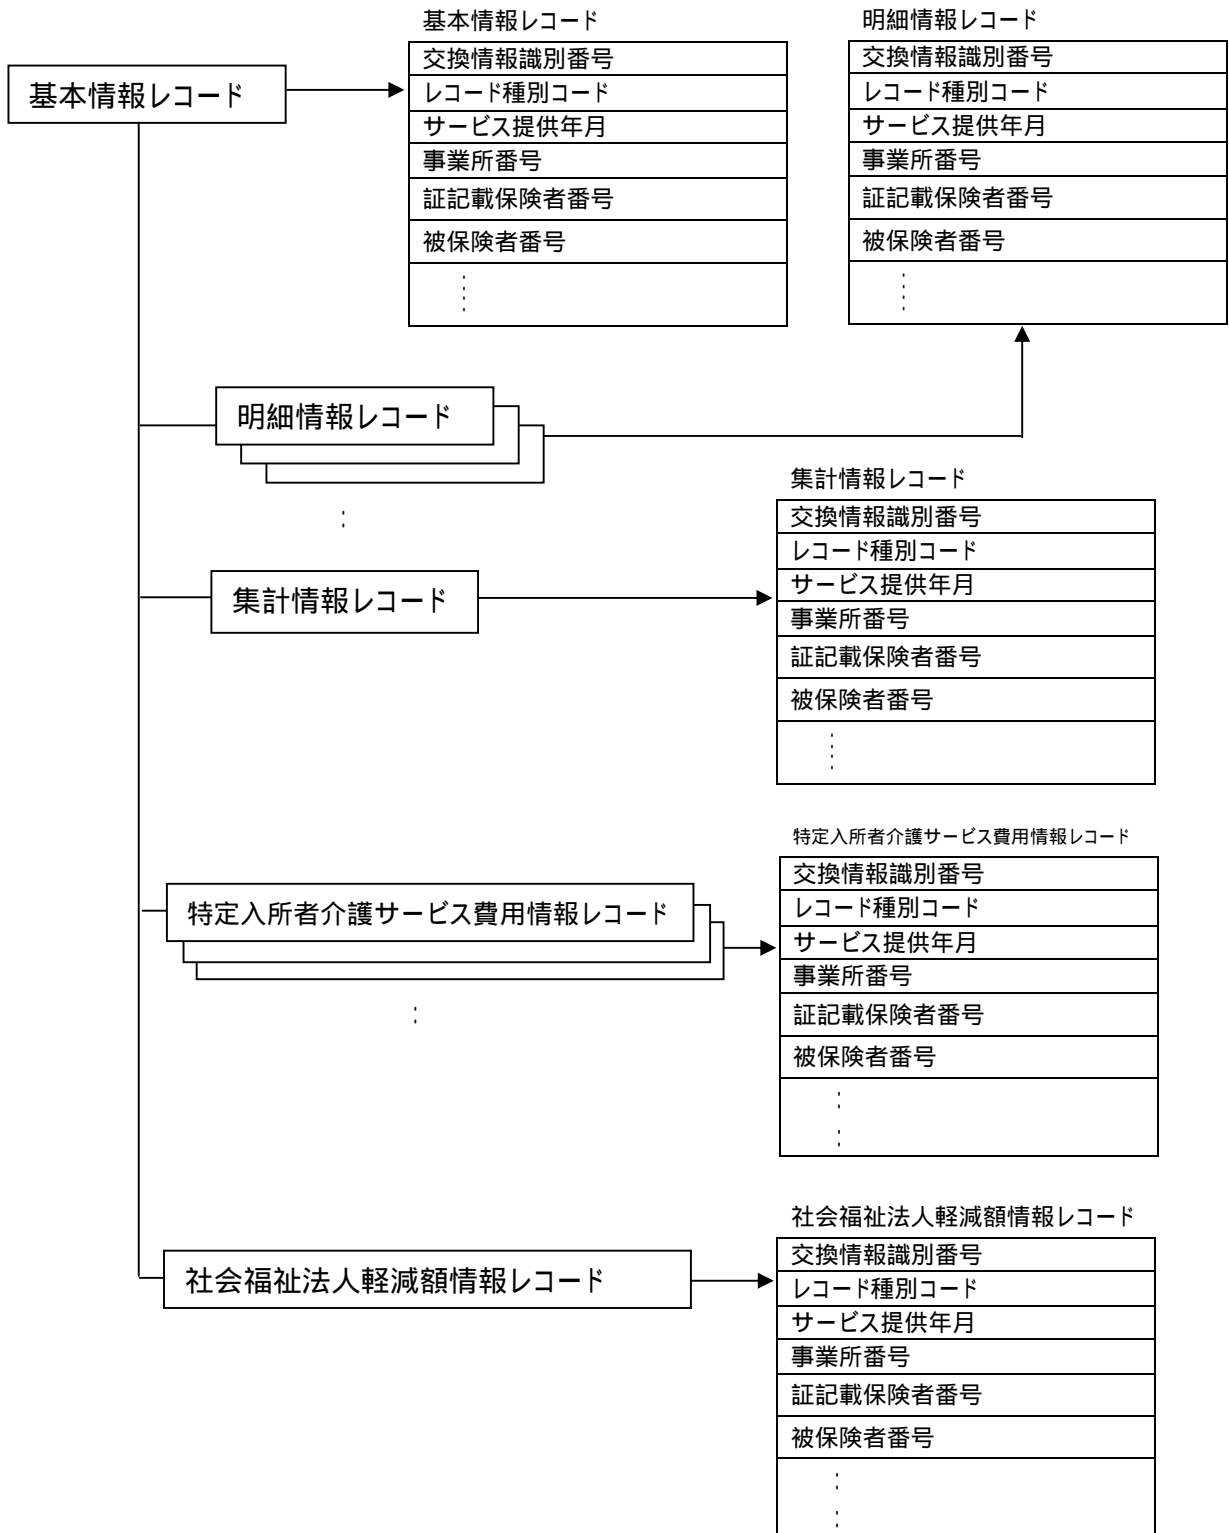 基本情報レコード
基本情報レコード
交換情報識別番号
レコード種別コード
サービス提供年月
事業所番号
証記載保険者番号
被保険者番号
明細情報レコード
交換情報識別番号
レコード種別コード
サービス提供年月
事業所番号
証記載保険者番号
被保険者番号
明細情報レコード
集計情報レコード
集計情報レコード
交換情報識別番号
レコード種別コード
サービス提供年月
事業所番号
証記載保険者番号
被保険者番号
特定入所者介護サービス費用情報レコード
特定入所者介護サービス費用情報レコード
交換情報識別番号
レコード種別コード
サービス提供年月
事業所番号
証記載保険者番号
被保険者番号
社会福祉法人軽減額情報レコード
社会福祉法人軽減額情報レコード
交換情報識別番号
レコード種別コード
サービス提供年月
事業所番号
証記載保険者番号
被保険者番号